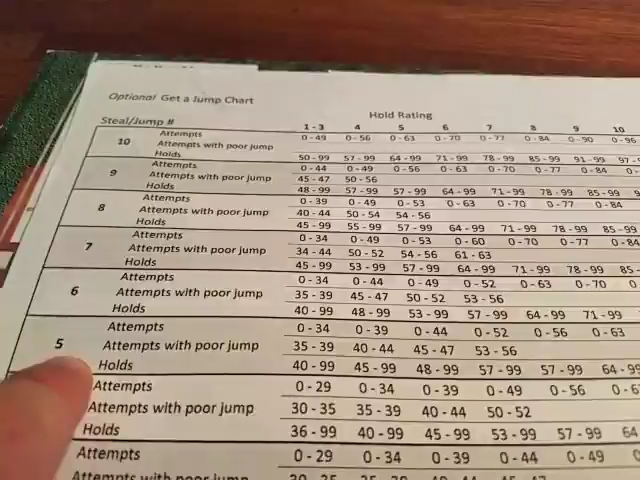 Optional Get a Jump Chart
Hold Rating
Steal/Jump # 1 - 3 4 5 6 7 8 9 10
10 Attempts 0 - 49 0 - 56 0 - 63 0 - 70 0 - 77 0 - 84 0 - 90 0 - 96
Attempts with poor jump
Holds 50 - 99 57 - 99 64 - 99 71 - 99 78 - 99 85 - 99 91 - 99 97 -
9 Attempts 0 - 44 0 - 49 0 - 56 0 - 63 0 - 70 0 - 77 0 - 84
Attempts with poor jump 45 - 47 50 - 56
Holds 48 - 99 57 - 99 57 - 99 64 - 99 71 - 99 78 - 99 85 - 99
8 Attempts 0 - 39 0 - 49 0 - 53 0 - 63 0 - 70 0 - 77 0 - 84
Attempts with poor jump 40 - 44 50 - 54 54 - 56
Holds 45 - 99 55 - 99 57 - 99 64 - 99 71 - 99 78 - 99 85 - 99
7 Attempts 0 - 34 0 - 49 0 - 53 0 - 60 0 - 70 0 - 77 0 - 84
Attempts with poor jump 34 - 44 50 - 52 54 - 56 61 - 63
Holds 45 - 99 53 - 99 57 - 99 64 - 99 71 - 99 78 - 99 85 -
6 Attempts 0 - 34 0 - 44 0 - 49 0 - 52 0 - 63 0 - 70
Attempts with poor jump 35 - 39 45 - 47 50 - 52 53 - 56
Holds 40 - 99 48 - 99 53 - 99 57 - 99 64 - 99 71 - 99
5 Attempts 0 - 34 0 - 39 0 - 44 0 - 52 0 - 56 0 - 63
Attempts with poor jump 35 - 39 40 - 44 45 - 47 53 - 56
Holds 40 - 99 45 - 99 48 - 99 57 - 99 57 - 99 64 - 99
Attempts 0 - 29 0 - 34 0 - 39 0 - 49 0 - 56
Attempts with poor jump 30 - 35 35 - 39 40 - 44 50 - 52
Holds 36 - 99 40 - 99 45 - 99 53 - 99 57 - 99 64
Attempts 0 - 29 0 - 34 0 - 39 0 - 44 0 - 49
Attempts with poor jump